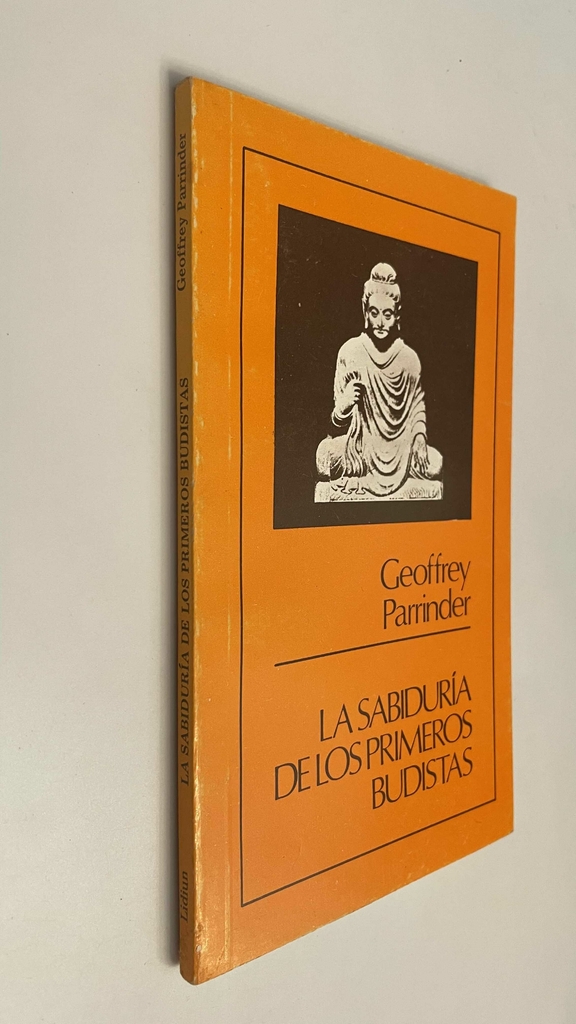 Geoffrey Parrinder
LA SABIDURÍA DE LOS PRIMEROS BUDISTAS
Lidiun
Geoffrey
Parrinder
LA SABIDURÍA
DE LOS PRIMEROS
BUDISTAS